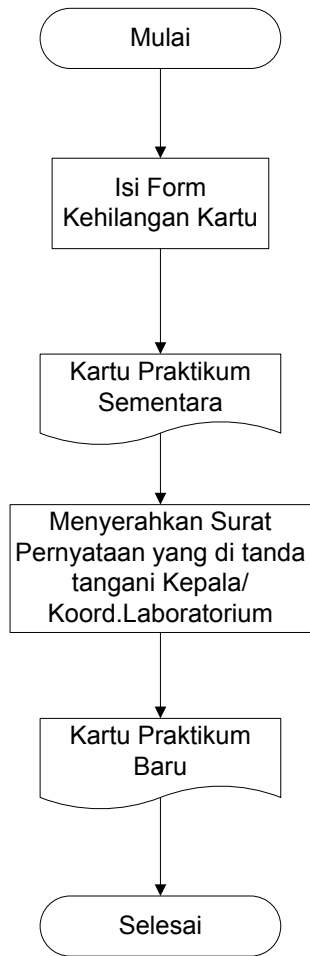 Mulai
Isi Form
Kehilangan Kartu
Kartu Praktikum
Sementara
Menyerahkan Surat
Pernyataan yang di tanda
tangani Kepala/
Koord.Laboratorium
Kartu Praktikum
Baru
Selesai